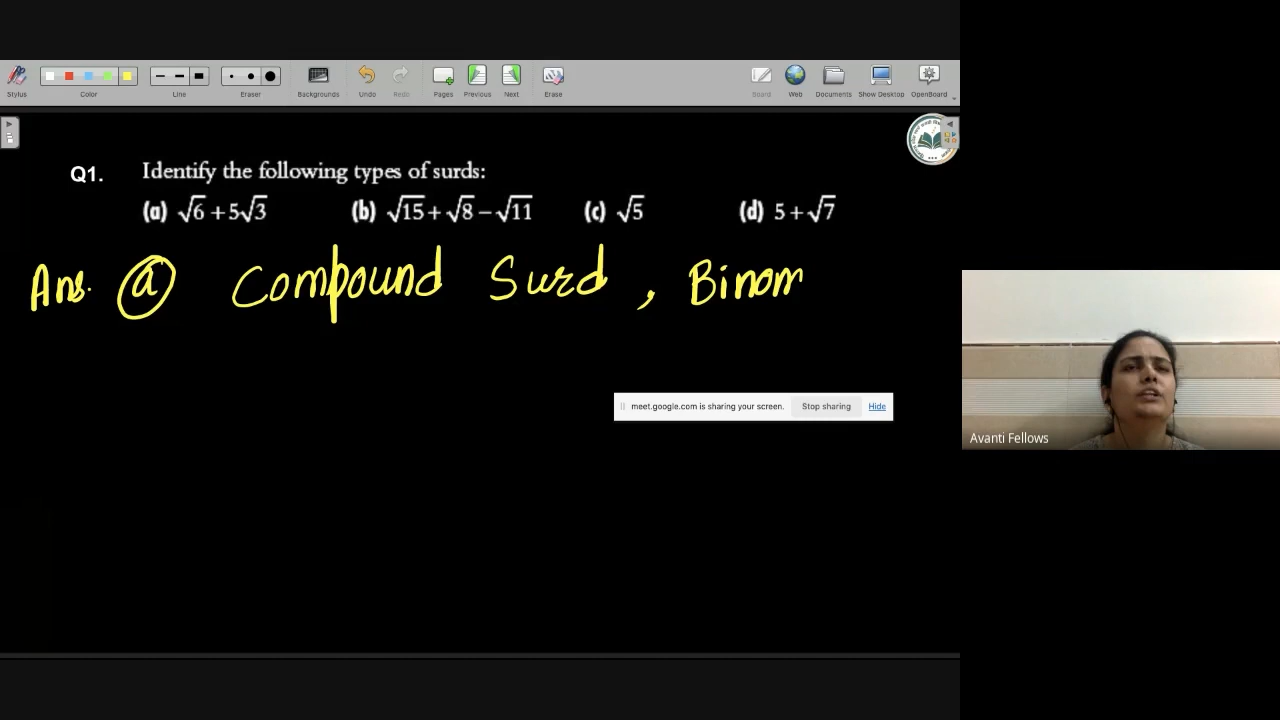 Stylus Color Line Eraser Backgrounds Undo Redo Pages Previous Next Erase Board Web Documents Show Desktop OpenBoard
Q1. Identify the following types of surds:
(a) √6 + 5√3 (b) √15 + √8 − √11 (c) √5 (d) 5 + √7
Ans. (a) Compound Surd , Binom
meet.google.com is sharing your screen. Stop sharing Hide
Avanti Fellows